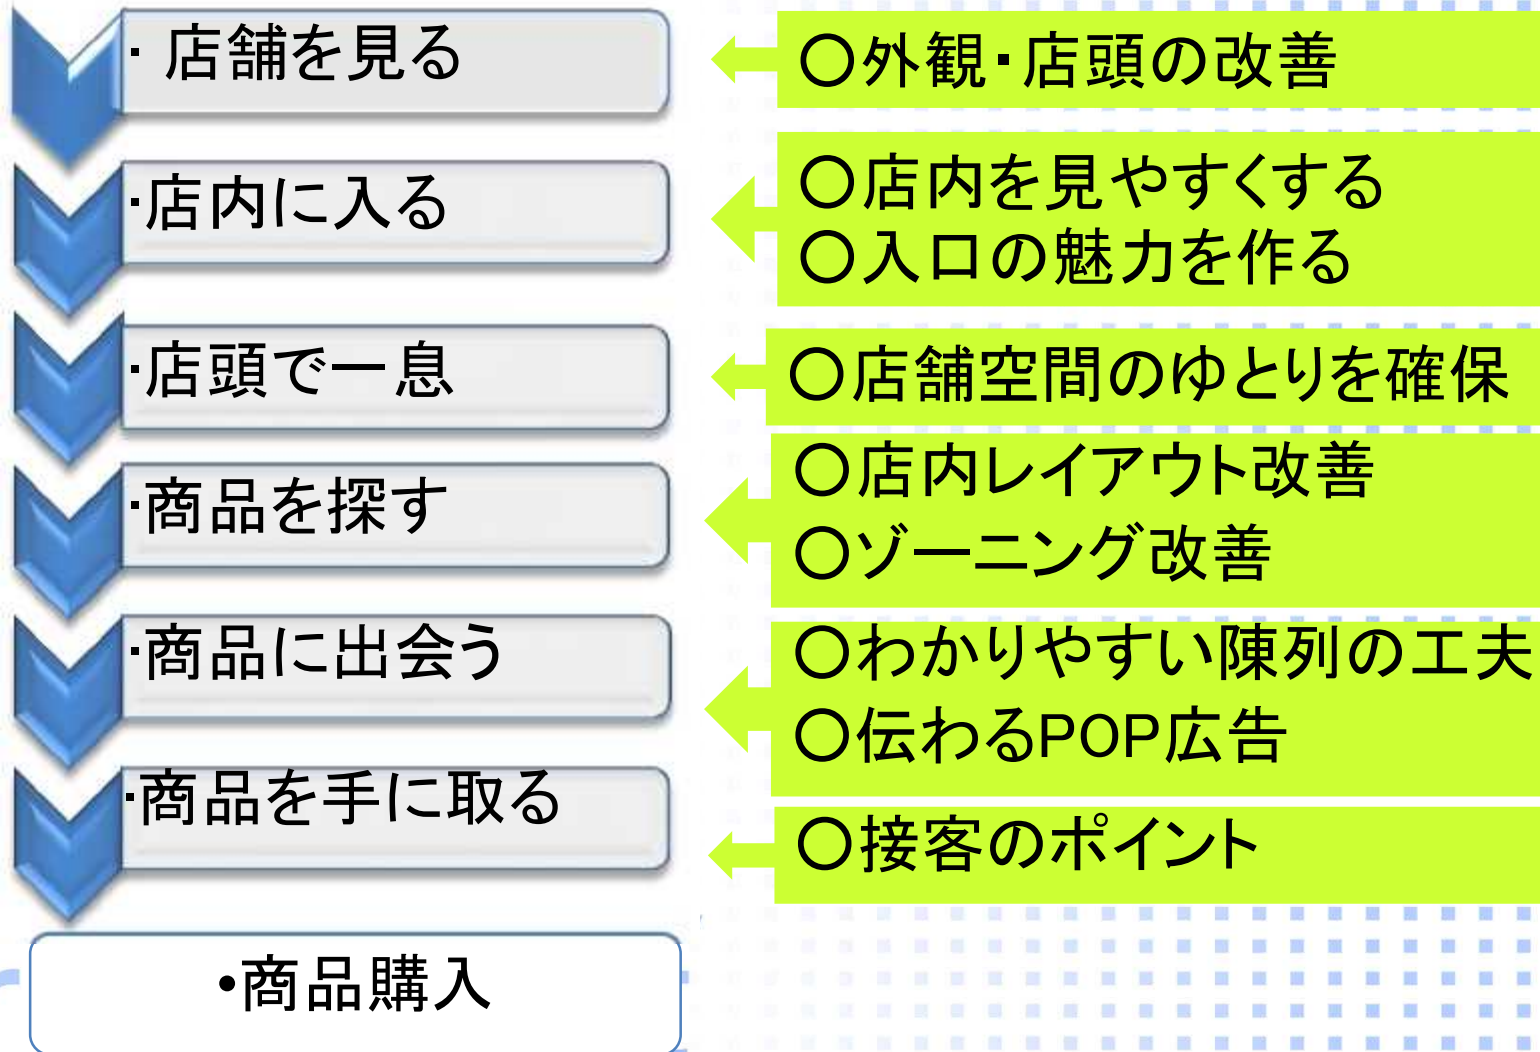 ・店舗を見る
〇外観・店頭の改善
・店内に入る
〇店内を見やすくする
〇入口の魅力を作る
・店頭で一息
〇店舗空間のゆとりを確保
・商品を探す
〇店内レイアウト改善
〇ゾーニング改善
・商品に出会う
〇わかりやすい陳列の工夫
〇伝わるPOP広告
・商品を手に取る
〇接客のポイント
•商品購入